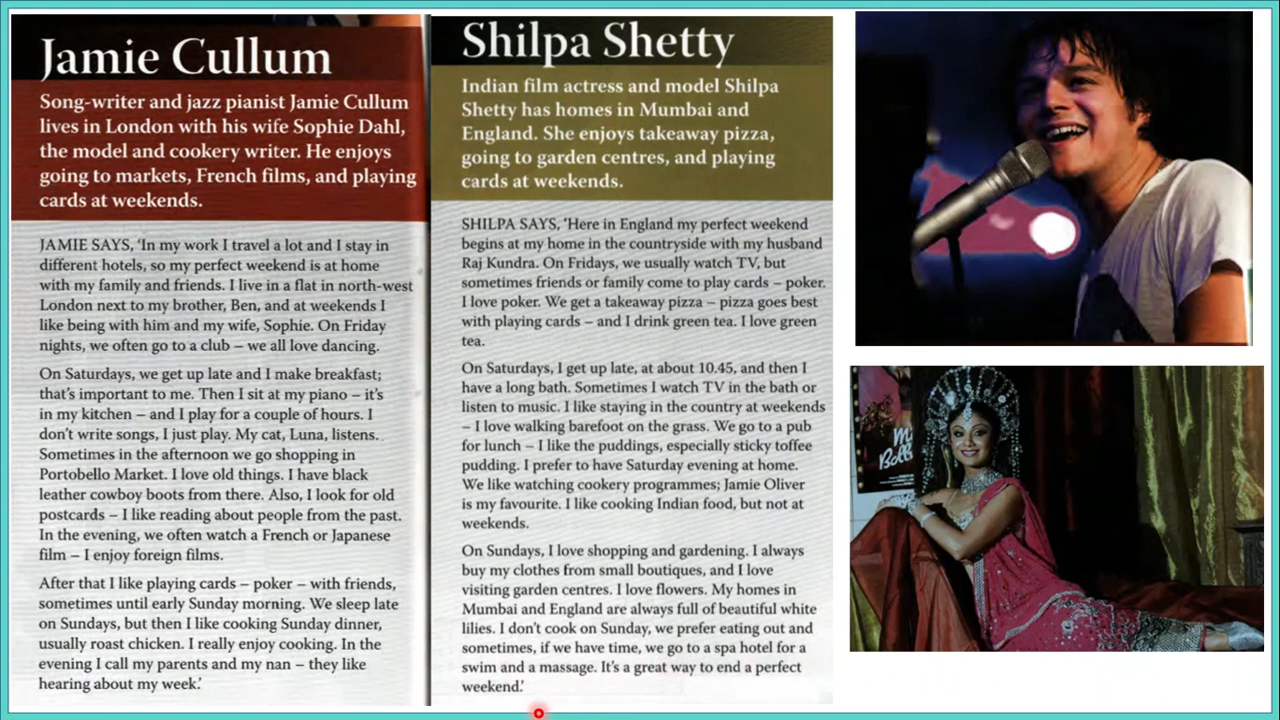 Jamie Cullum
Song-writer and jazz pianist Jamie Cullum
lives in London with his wife Sophie Dahl,
the model and cookery writer. He enjoys
going to markets, French films, and playing
cards at weekends.
JAMIE SAYS, ‘In my work I travel a lot and I stay in
different hotels, so my perfect weekend is at home
with my family and friends. I live in a flat in north-west
London next to my brother, Ben, and at weekends I
like being with him and my wife, Sophie. On Friday
nights, we often go to a club – we all love dancing.
On Saturdays, we get up late and I make breakfast;
that’s important to me. Then I sit at my piano – it’s
in my kitchen – and I play for a couple of hours. I
don’t write songs, I just play. My cat, Luna, listens.
Sometimes in the afternoon we go shopping in
Portobello Market. I love old things. I have black
leather cowboy boots from there. Also, I look for old
postcards – I like reading about people from the past.
In the evening, we often watch a French or Japanese
film – I enjoy foreign films.
After that I like playing cards – poker – with friends,
sometimes until early Sunday morning. We sleep late
on Sundays, but then I like cooking Sunday dinner,
usually roast chicken. I really enjoy cooking. In the
evening I call my parents and my nan – they like
hearing about my week.’
Shilpa Shetty
Indian film actress and model Shilpa
Shetty has homes in Mumbai and
England. She enjoys takeaway pizza,
going to garden centres, and playing
cards at weekends.
SHILPA SAYS, ‘Here in England my perfect weekend
begins at my home in the countryside with my husband
Raj Kundra. On Fridays, we usually watch TV, but
sometimes friends or family come to play cards – poker.
I love poker. We get a takeaway pizza – pizza goes best
with playing cards – and I drink green tea. I love green
tea.
On Saturdays, I get up late, at about 10.45, and then I
have a long bath. Sometimes I watch TV in the bath or
listen to music. I like staying in the country at weekends
– I love walking barefoot on the grass. We go to a pub
for lunch – I like the puddings, especially sticky toffee
pudding. I prefer to have Saturday evening at home.
We like watching cookery programmes; Jamie Oliver
is my favourite. I like cooking Indian food, but not at
weekends.
On Sundays, I love shopping and gardening. I always
buy my clothes from small boutiques, and I love
visiting garden centres. I love flowers. My homes in
Mumbai and England are always full of beautiful white
lilies. I don’t cook on Sunday, we prefer eating out and
sometimes, if we have time, we go to a spa hotel for a
swim and a massage. It’s a great way to end a perfect
weekend.’